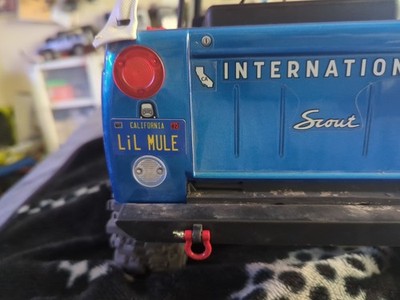 INTERNATION
Scout
CALIFORNIA
LiL MULE